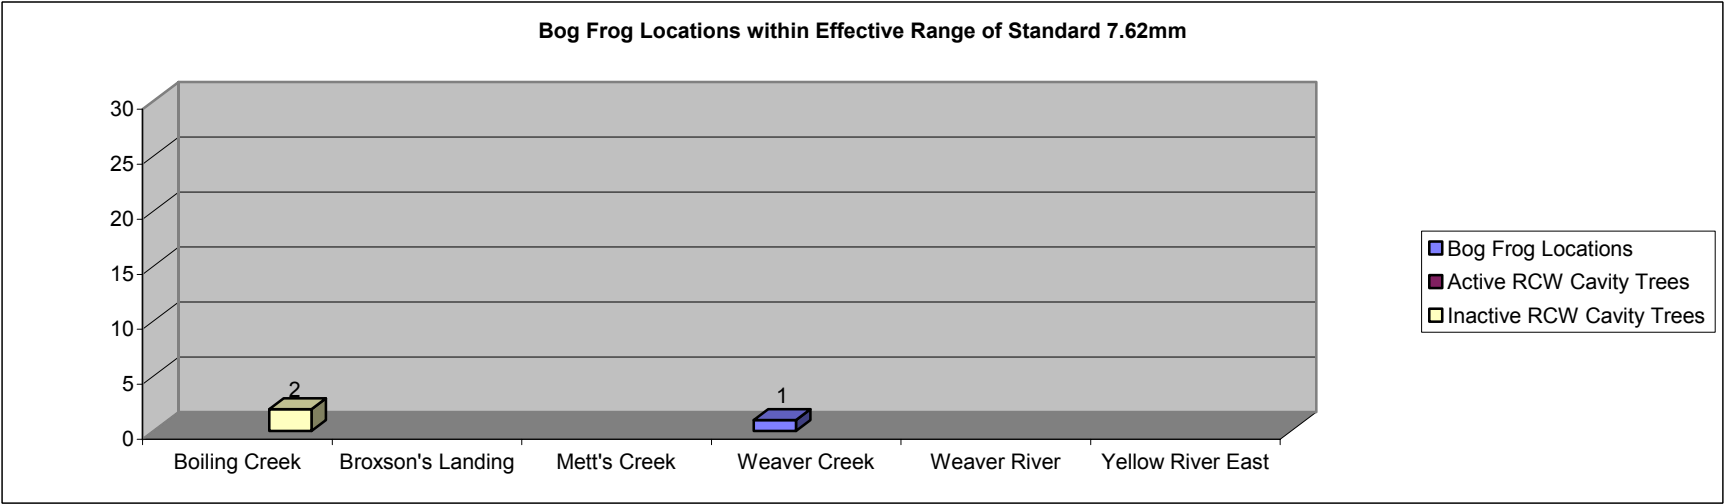 Bog Frog Locations within Effective Range of Standard 7.62mm
30
25
20
15
10
5
0
2
1
Boiling Creek
Broxson's Landing
Mett's Creek
Weaver Creek
Weaver River
Yellow River East
Bog Frog Locations
Active RCW Cavity Trees
Inactive RCW Cavity Trees